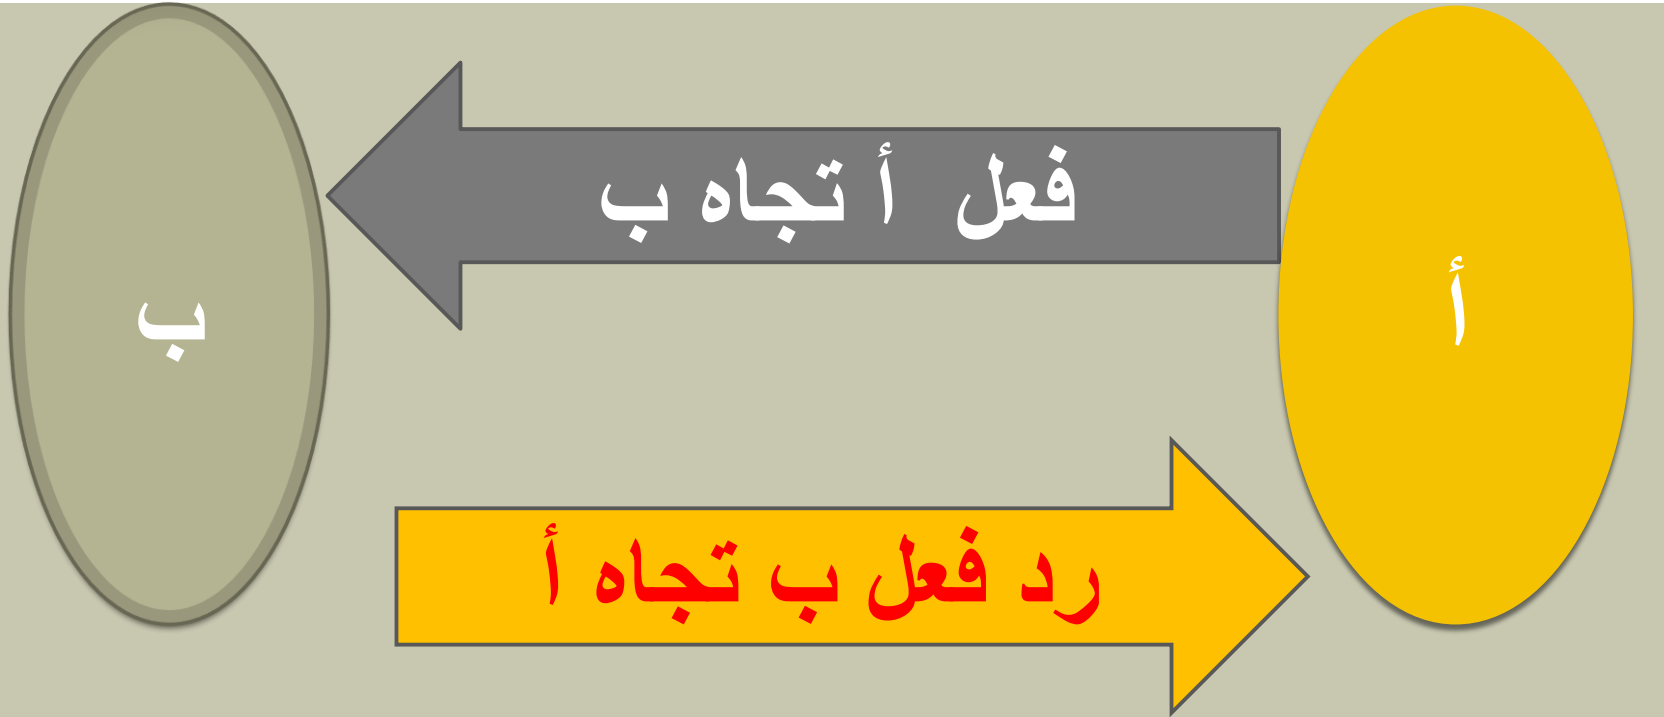 فعل أ تجاه ب
أ
ب
رد فعل ب تجاه أ